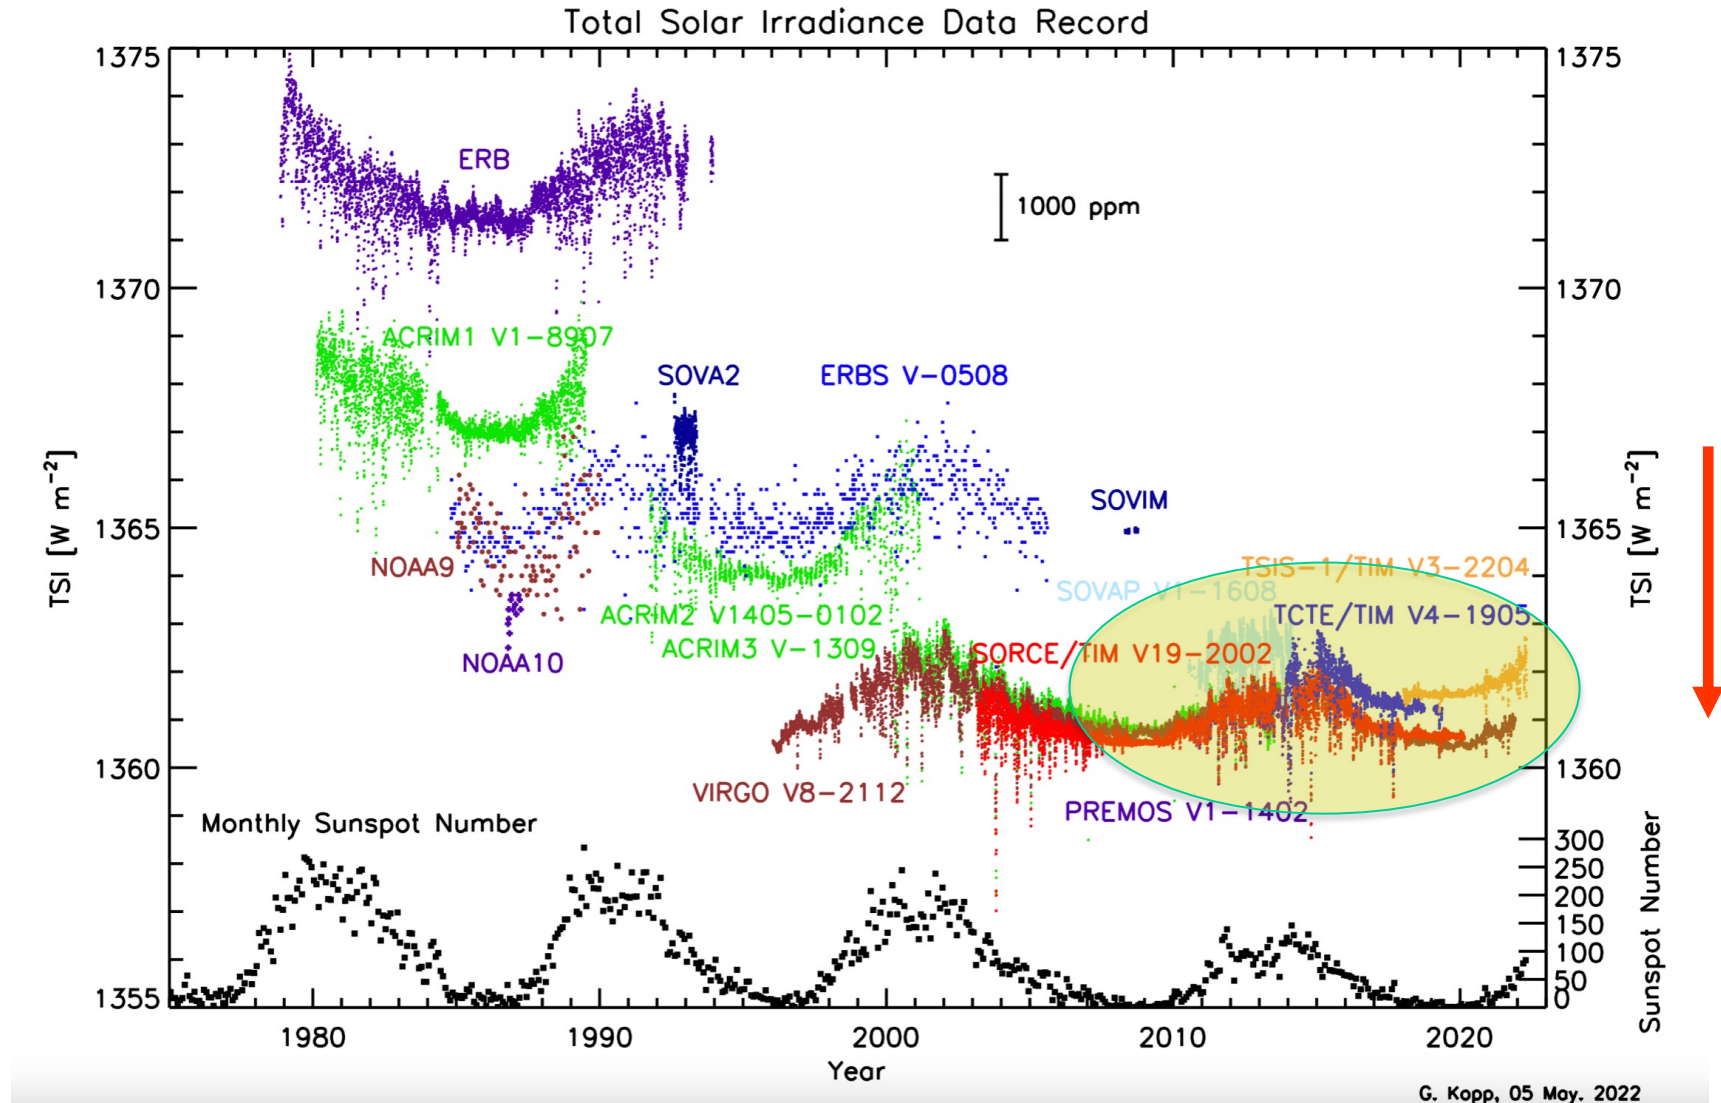 Total Solar Irradiance Data Record
1375
1375
ERB
1000 ppm
1370
1370
ACRIM1 V1-8907
SOVA2
ERBS V-0508
TSI [W m-2]
TSI [W m-2]
SOVIM
1365
1365
NOAA9
TSIS-1/TIM V3-2204
SOVAP V1-1608
ACRIM2 V1405-0102
TCTE/TIM V4-1905
ACRIM3 V-1309
SORCE/TIM V19-2002
NOAA10
1360
1360
VIRGO V8-2112
PREMOS V1-1402
Monthly Sunspot Number
300
250
200
150
100
50
0
Sunspot Number
1355
1980
1990
2000
2010
2020
Year
G. Kopp, 05 May. 2022